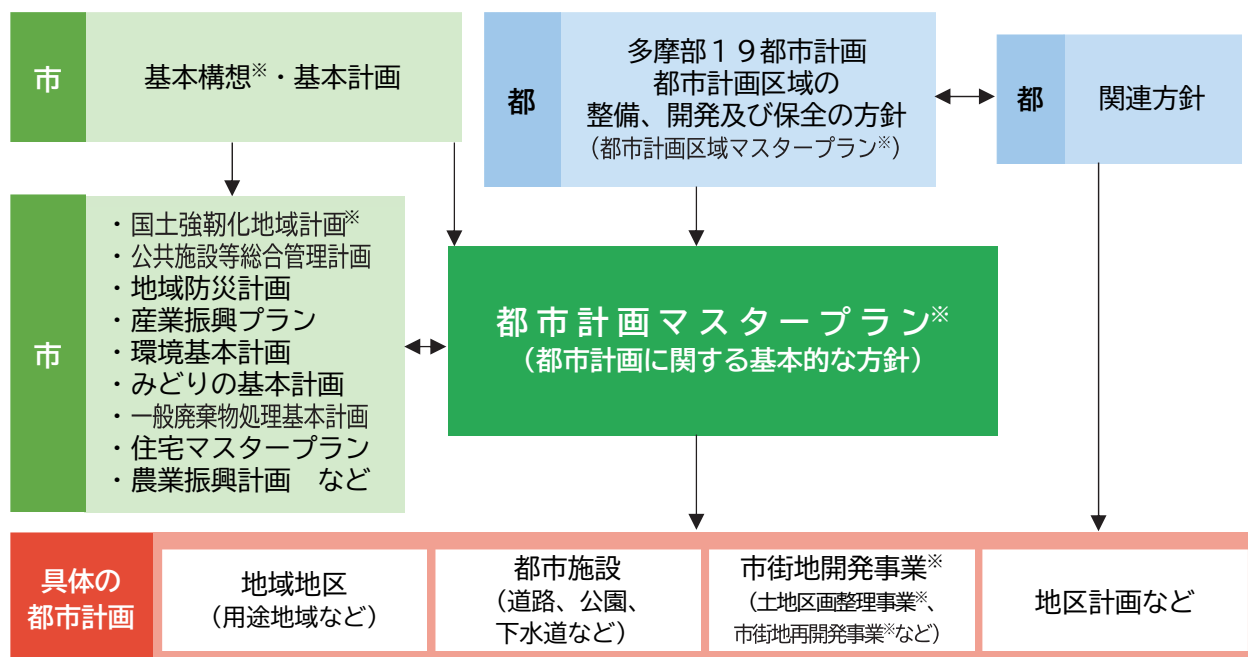 市
基本構想※・基本計画
都
多摩部１９都市計画
都市計画区域の
整備、開発及び保全の方針
（都市計画区域マスタープラン※）
都
関連方針
市
・国土強靭化地域計画※
・公共施設等総合管理計画
・地域防災計画
・産業振興プラン
・環境基本計画
・みどりの基本計画
・一般廃棄物処理基本計画
・住宅マスタープラン
・農業振興計画　など
都市計画マスタープラン※
（都市計画に関する基本的な方針）
具体の
都市計画
地域地区
（用途地域など）
都市施設
（道路、公園、
下水道など）
市街地開発事業※
（土地区画整理事業※、
市街地再開発事業※など）
地区計画など